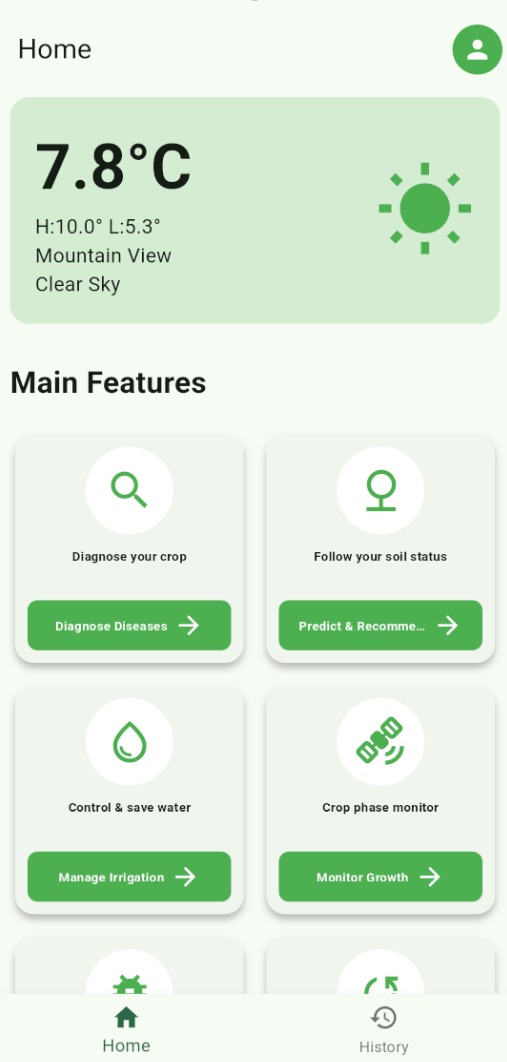 Home
7.8°C
H:10.0° L:5.3°
Mountain View
Clear Sky
Main Features
Diagnose your crop
Diagnose Diseases
Follow your soil status
Predict & Recomme...
Control & save water
Manage Irrigation
Crop phase monitor
Monitor Growth
Home
History